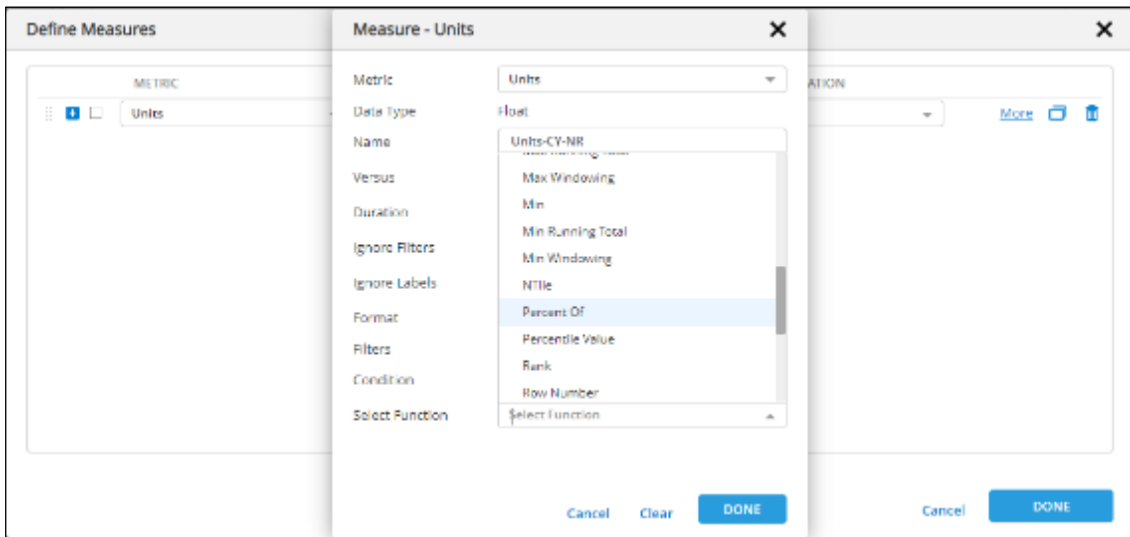 Define Measures
Measure - Units
METRIC
ATION
Units
More
Metric
Units
Data Type
Float
Name
Units-CY-NR
Versus
Max Windowing
Min
Duration
Min Running Total
Ignore Filters
Min Windowing
Ignore Labels
NTile
Format
Percent Of
Filters
Percentile Value
Condition
Rank
Row Number
Select Function
Select Function
Cancel
Clear
DONE
Cancel
DONE